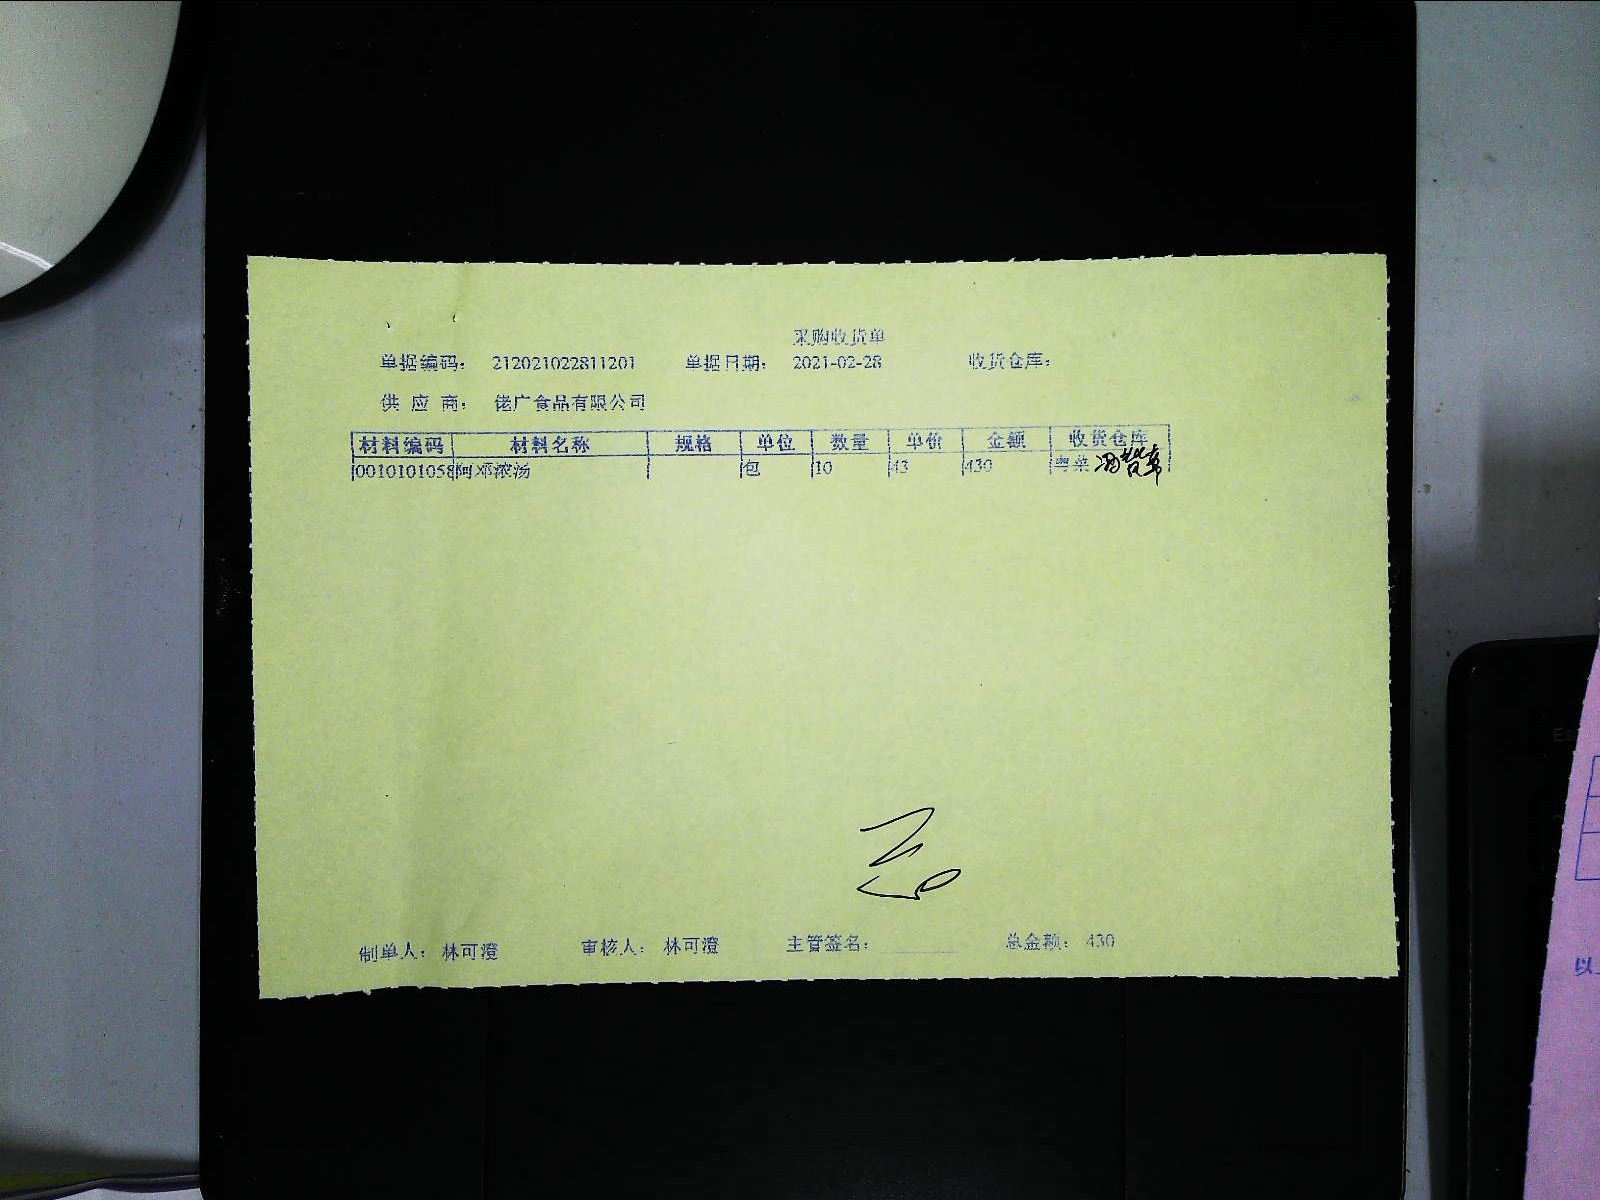 采购收货单
单据编码： 212021022811201 单据日期： 2021-02-28 收货仓库：
供 应 商： 佬广食品有限公司
材料编码 材料名称 规格 单位 数量 单价 金额 收货仓库
0010101058 阿邓浓汤 包 10 43 430 粤菜
制单人： 林可澄 审核人： 林可澄 主管签名： 总金额： 430
以